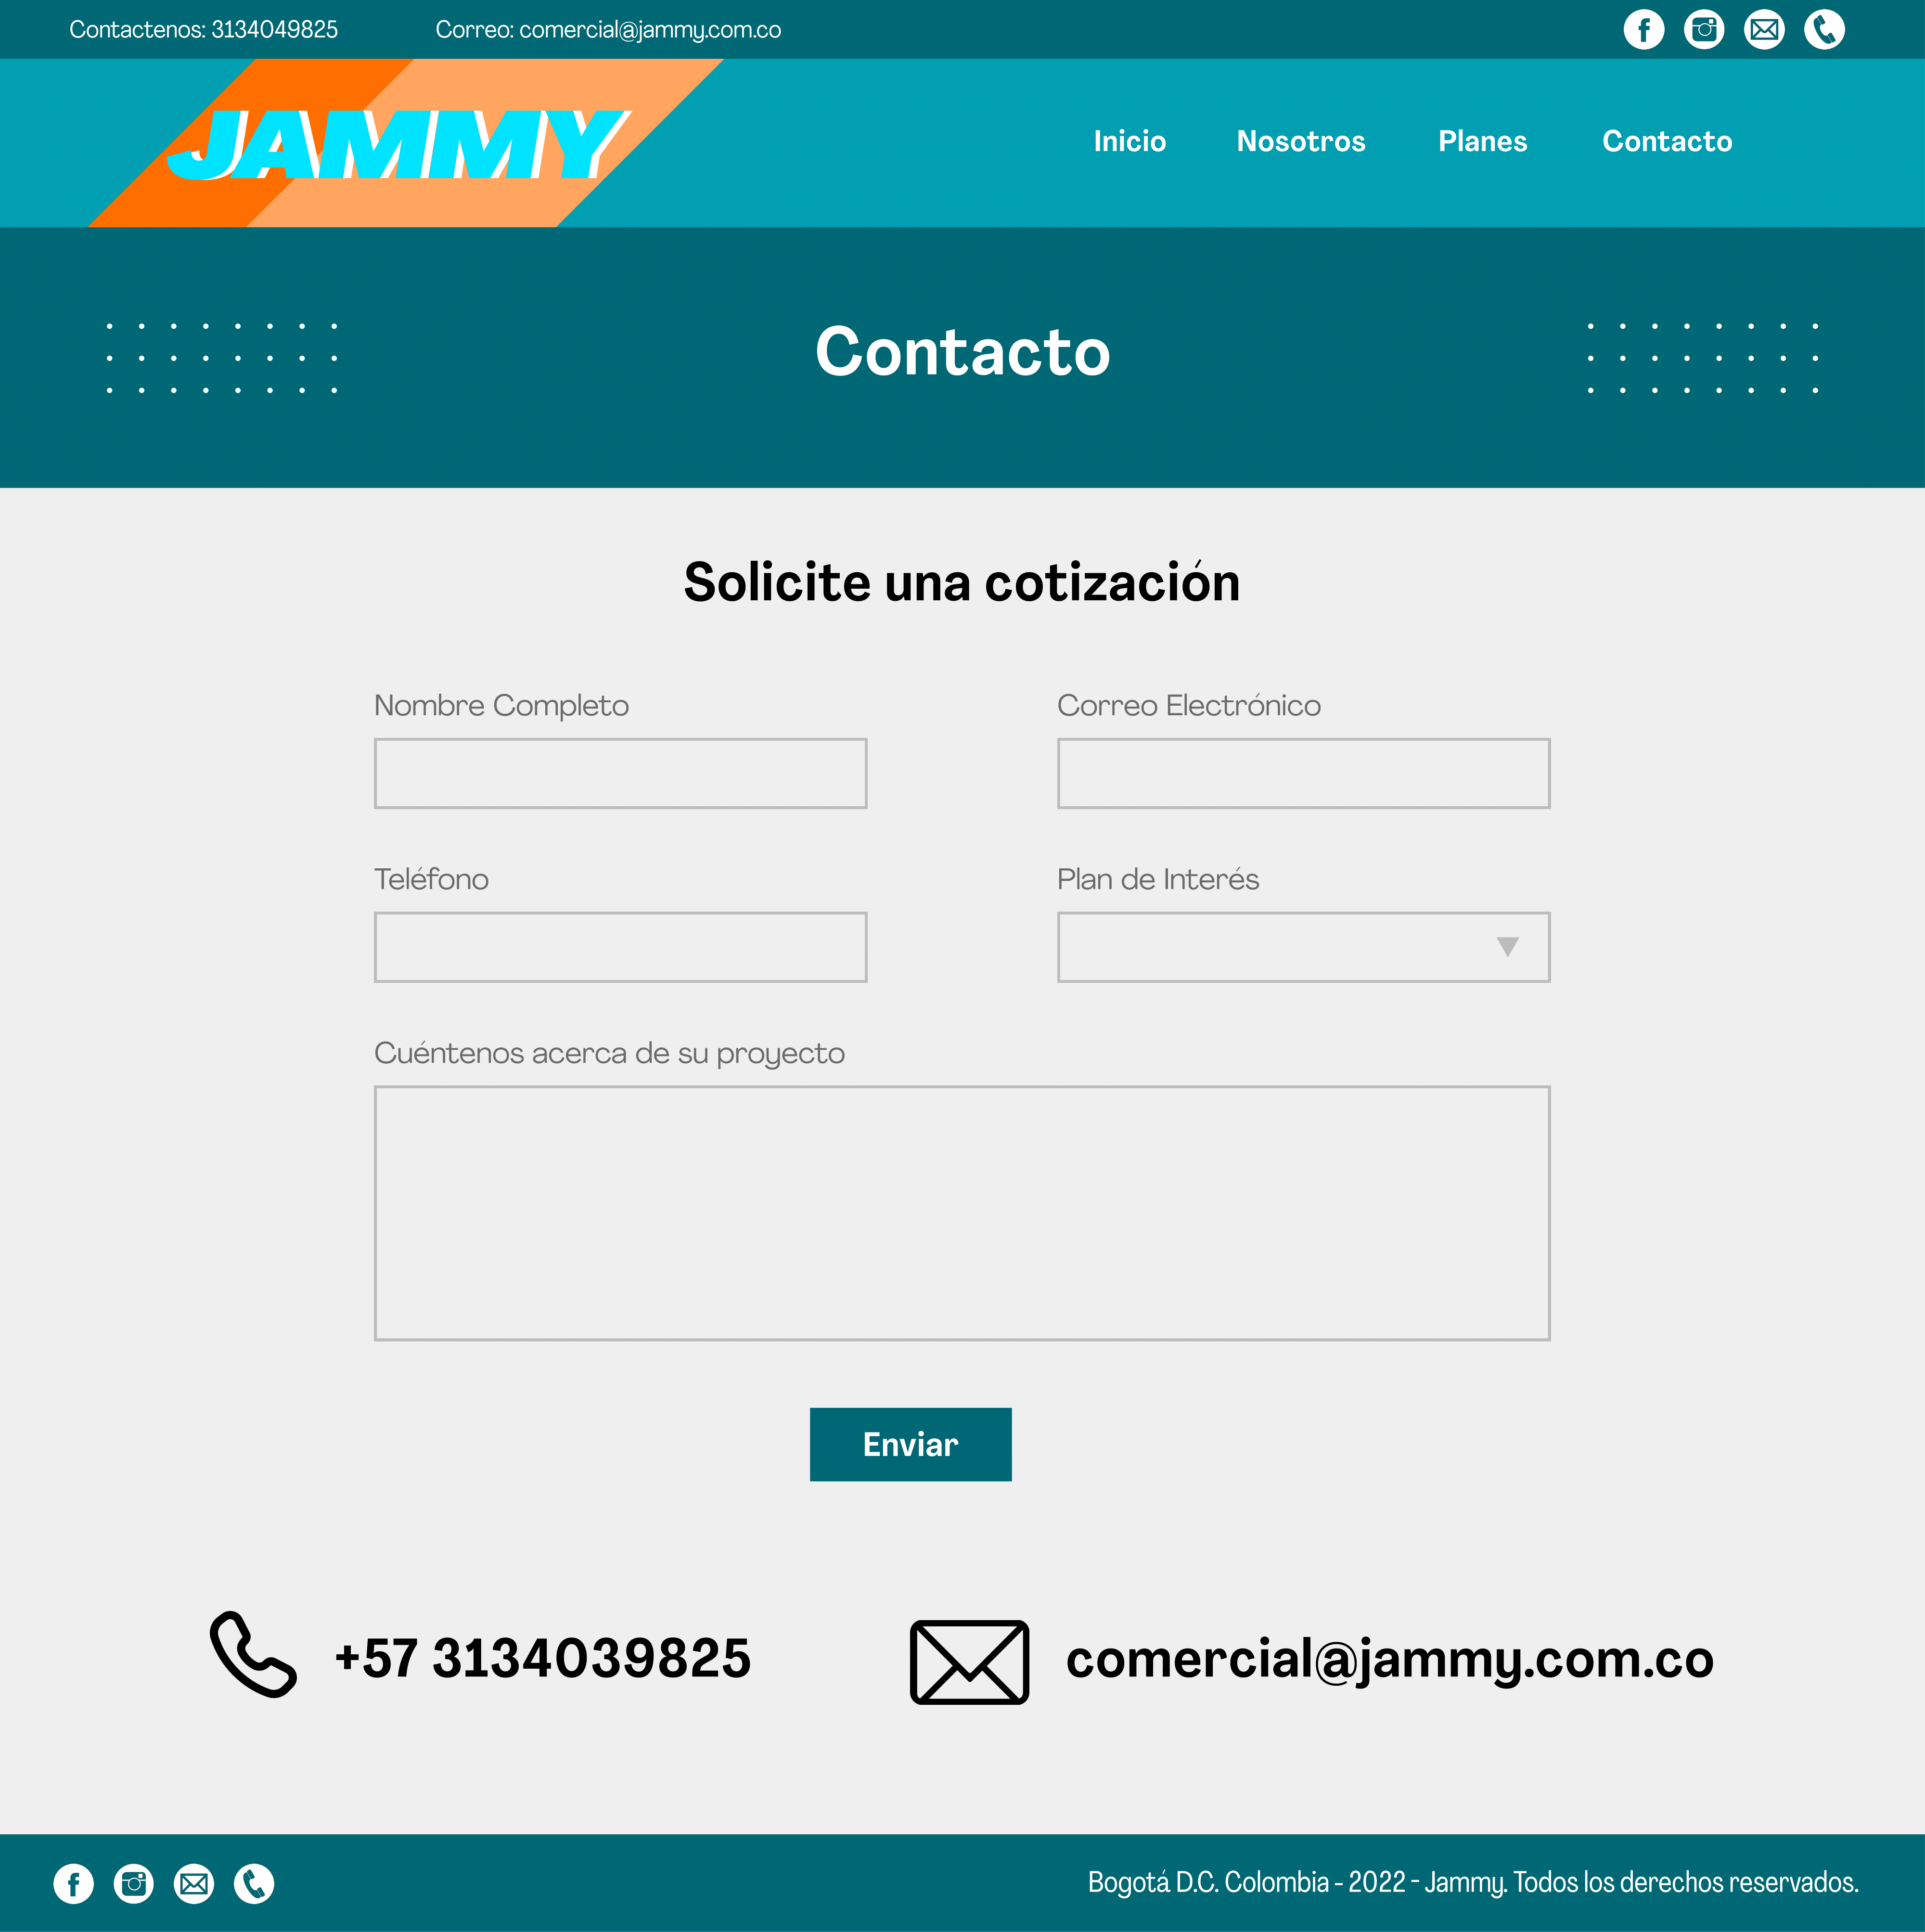 Contactenos: 3134049825 Correo: comercial@jammy.com.co
JAMMY
Inicio Nosotros Planes Contacto
Contacto
Solicite una cotización
Nombre Completo Correo Electrónico
Teléfono Plan de Interés
Cuéntenos acerca de su proyecto
Enviar
+57 3134039825 comercial@jammy.com.co
Bogotá D.C. Colombia - 2022 - Jammy. Todos los derechos reservados.